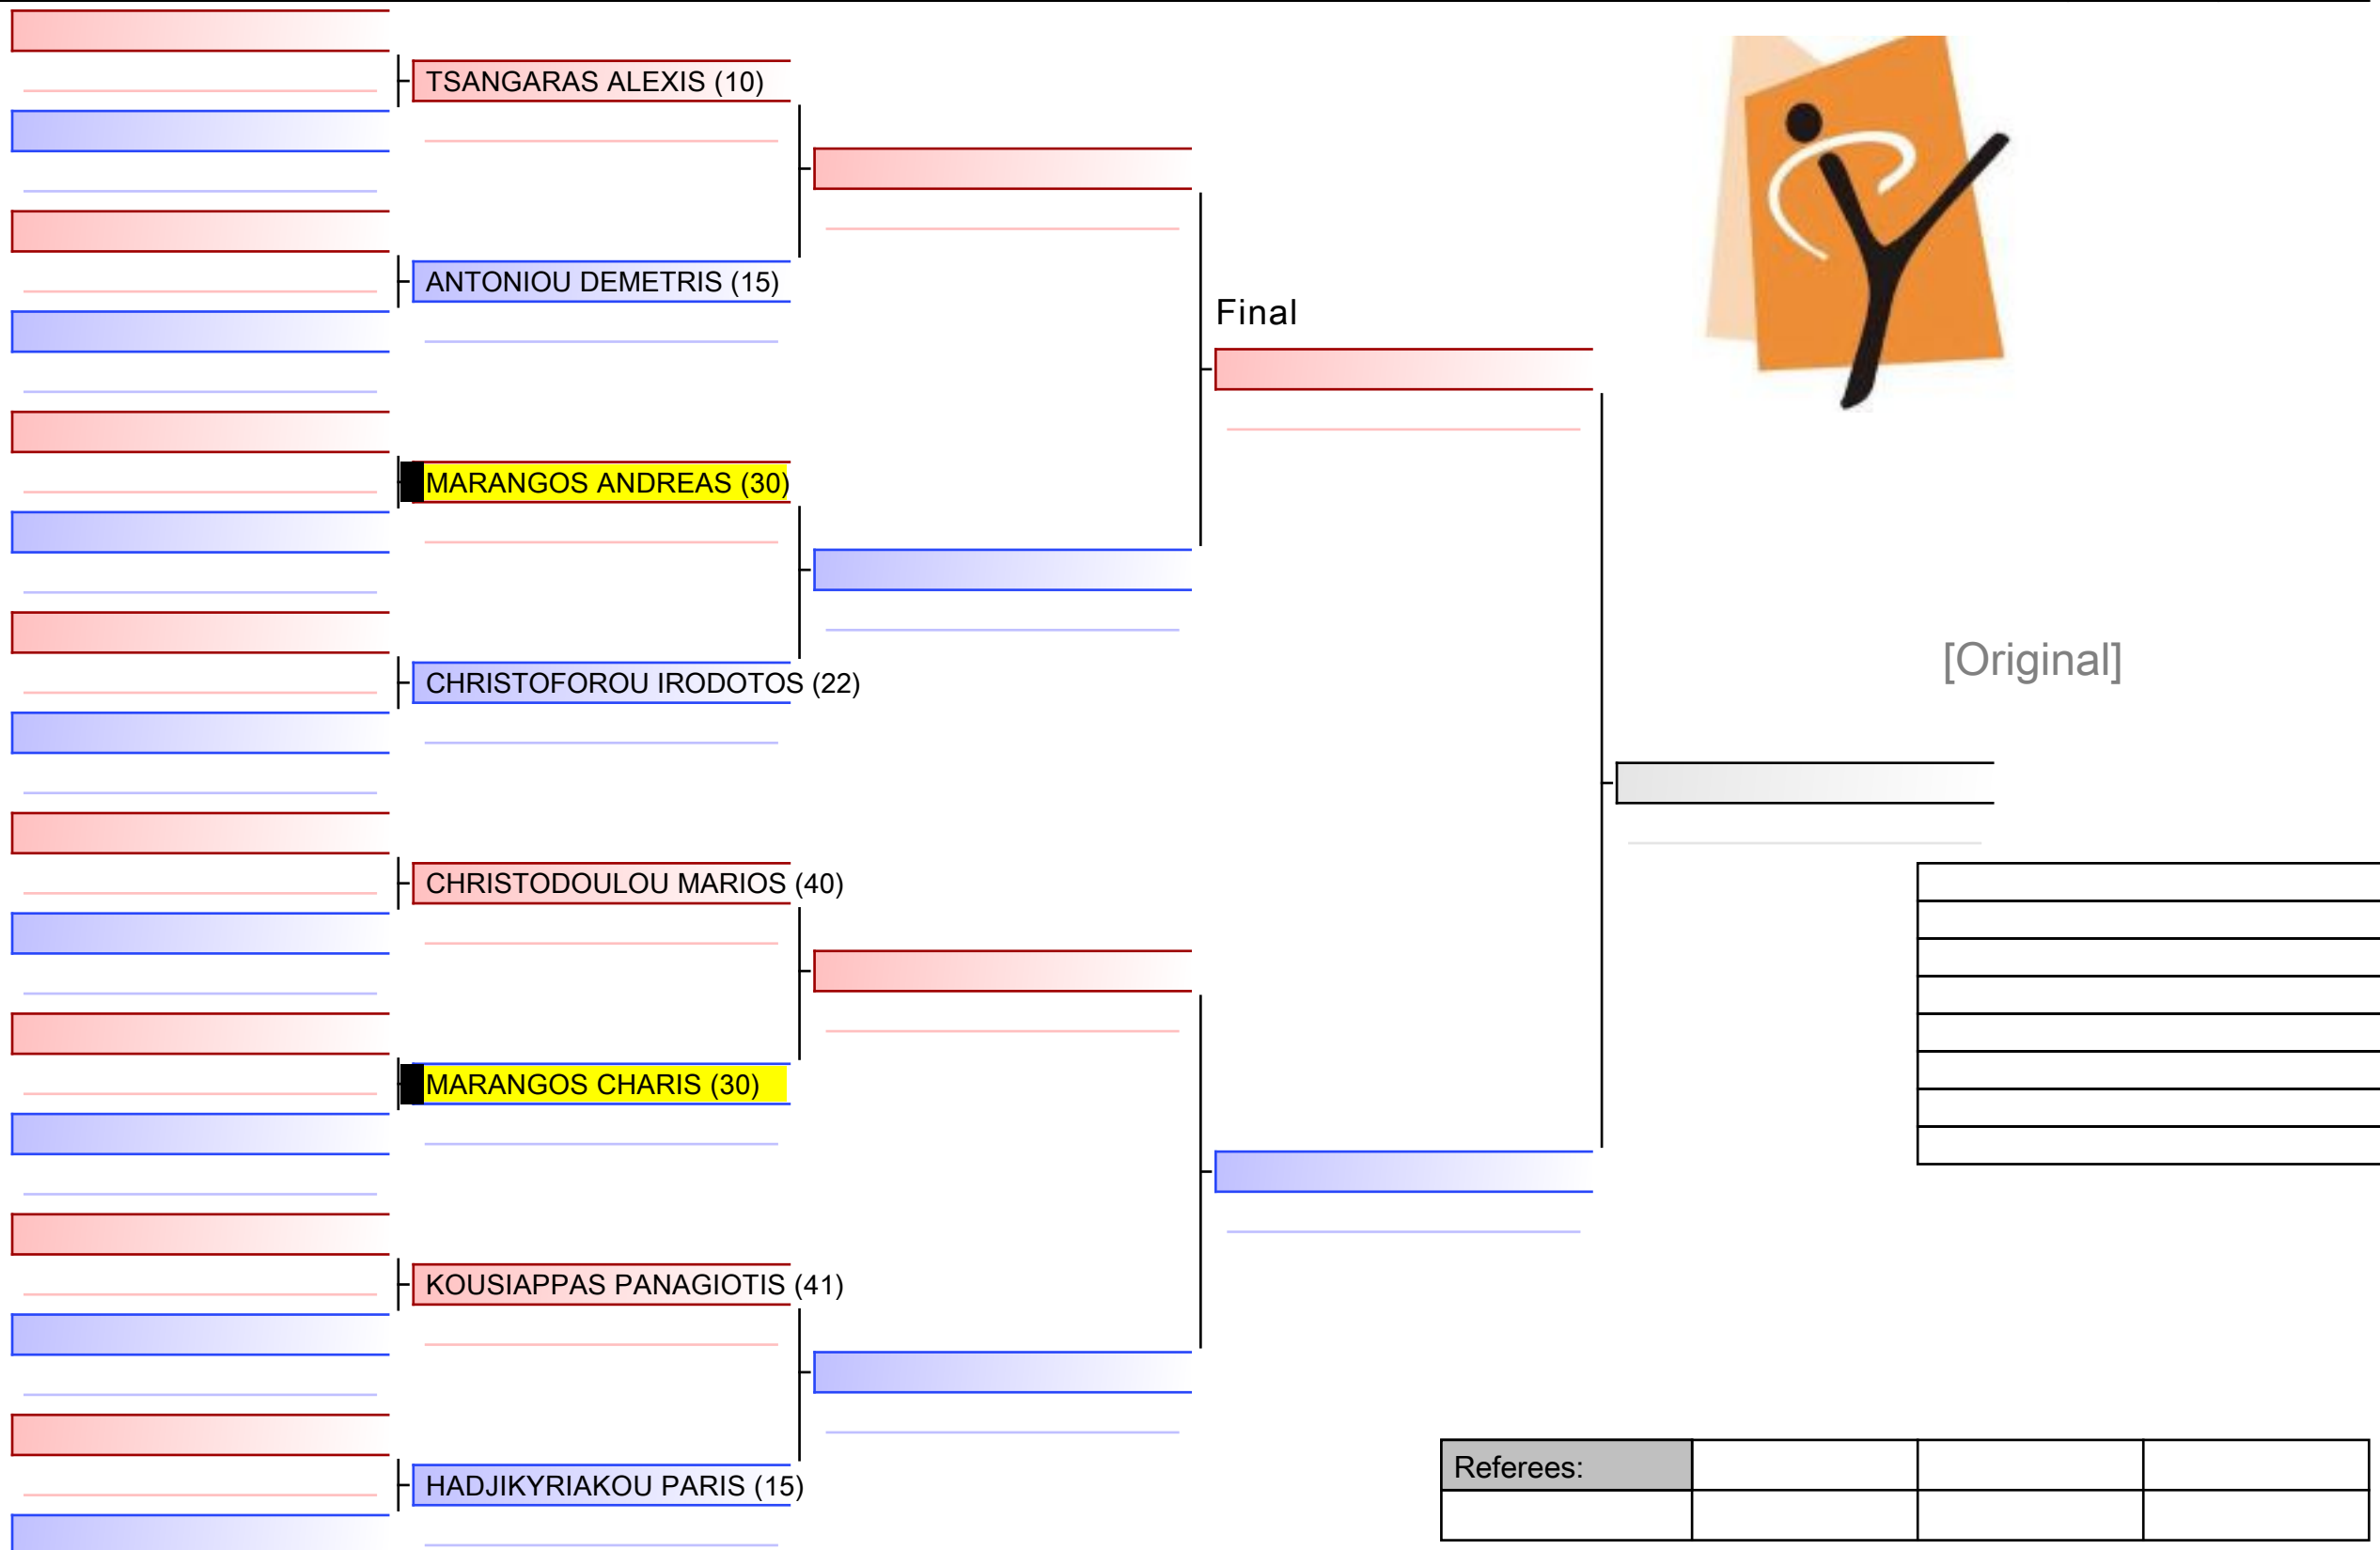 TSANGARAS ALEXIS (10)
ANTONIOU DEMETRIS (15)
Final
MARANGOS ANDREAS (30)
[Original]
CHRISTOFOROU IRODOTOS (22)
CHRISTODOULOU MARIOS (40)
MARANGOS CHARIS (30)
KOUSIAPPAS PANAGIOTIS (41)
Referees:
HADJIKYRIAKOU PARIS (15)